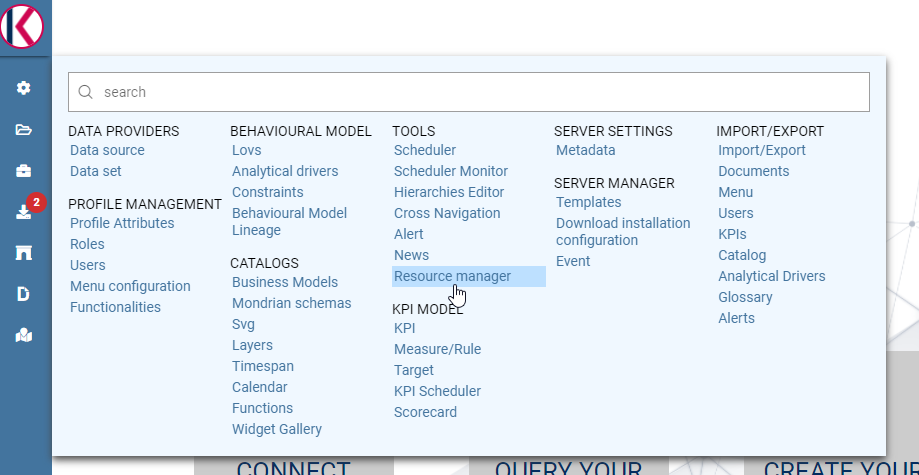 search
2
DATA PROVIDERS
Data source
Data set
PROFILE MANAGEMENT
Profile Attributes
Roles
Users
Menu configuration
Functionalities
BEHAVIOURAL MODEL
Lovs
Analytical drivers
Constraints
Behavioural Model
Lineage
CATALOGS
Business Models
Mondrian schemas
Svg
Layers
Timespan
Calendar
Functions
Widget Gallery
TOOLS
Scheduler
Scheduler Monitor
Hierarchies Editor
Cross Navigation
Alert
News
Resource manager
KPI MODEL
KPI
Measure/Rule
Target
KPI Scheduler
Scorecard
SERVER SETTINGS
Metadata
SERVER MANAGER
Templates
Download installation
configuration
Event
IMPORT/EXPORT
Import/Export
Documents
Menu
Users
KPIs
Catalog
Analytical Drivers
Glossary
Alerts
CONNECT
QUERY YOUR
CREATE YOUR